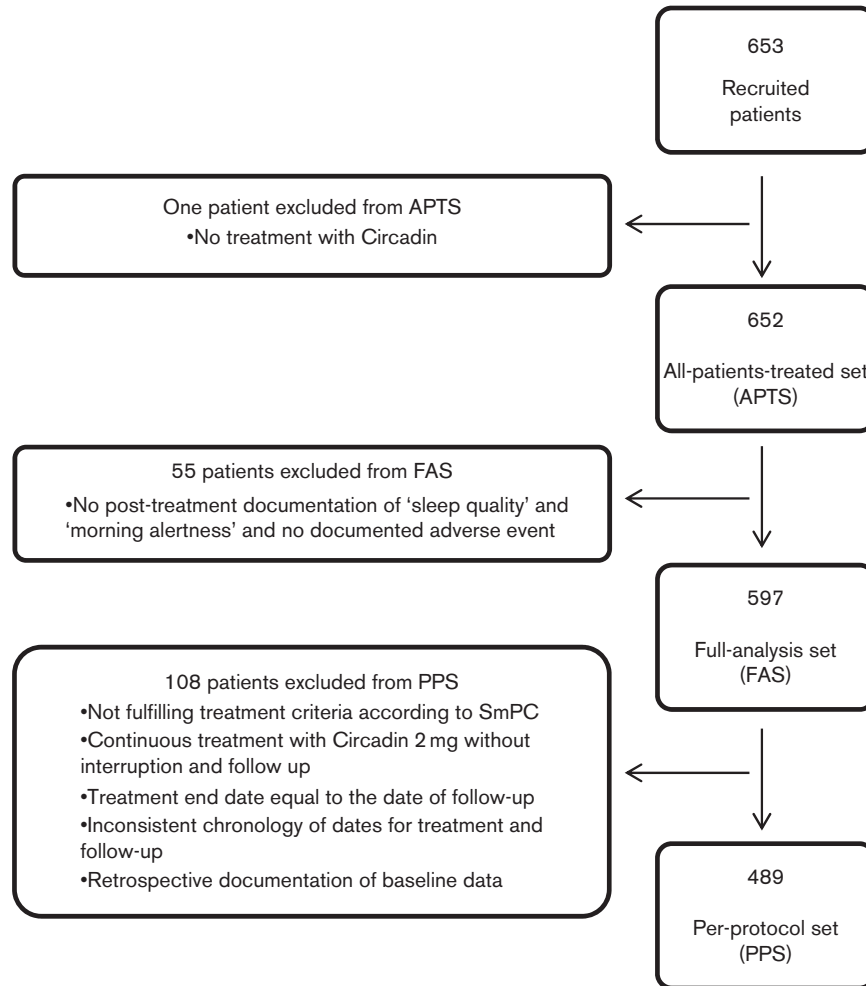 653
Recruited
patients
One patient excluded from APTS
•No treatment with Circadin
652
All-patients-treated set
(APTS)
55 patients excluded from FAS
•No post-treatment documentation of ‘sleep quality’ and
‘morning alertness’ and no documented adverse event
597
Full-analysis set
(FAS)
108 patients excluded from PPS
•Not fulfilling treatment criteria according to SmPC
•Continuous treatment with Circadin 2 mg without
interruption and follow up
•Treatment end date equal to the date of follow-up
•Inconsistent chronology of dates for treatment and
follow-up
•Retrospective documentation of baseline data
489
Per-protocol set
(PPS)